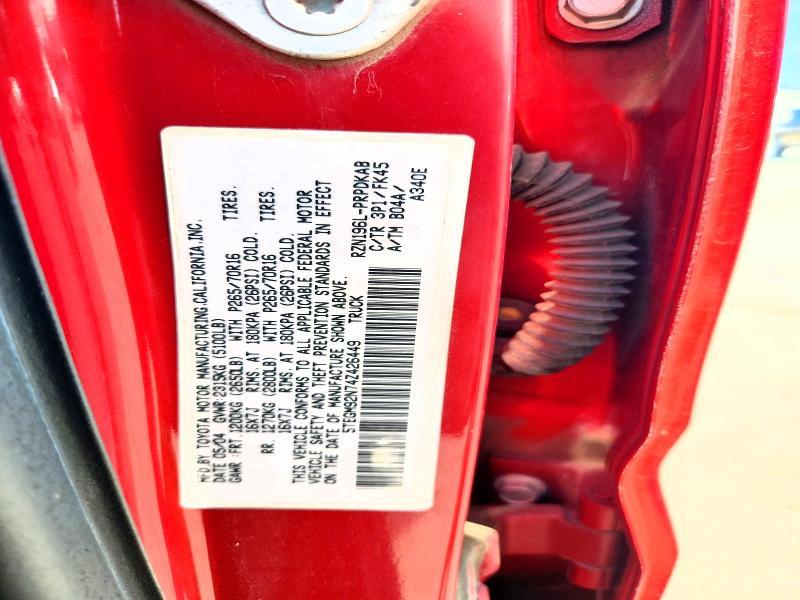 MFD.BY TOYOTA MOTOR MANUFACTURING,CALIFORNIA,INC.
DATE 05/04 GVWR 2315KG (5100LB)
GAWR :FRT.1200KG (2650LB) WITH P265/70R16 TIRES.
16X7J RIMS. AT 180KPA (26PSI) COLD.
RR. 1270KG (2800LB) WITH P265/70R16 TIRES.
16X7J RIMS. AT 180KPA (26PSI) COLD.
THIS VEHICLE CONFORMS TO ALL APPLICABLE FEDERAL MOTOR
VEHICLE SAFETY AND THEFT PREVENTION STANDARDS IN EFFECT
ON THE DATE OF MANUFACTURE SHOWN ABOVE.
5TEGM92N74Z426449 TRUCK
RZN196L-PRPDKAB
C/TR 3P1/FK45
A/TM B04A/
A340E